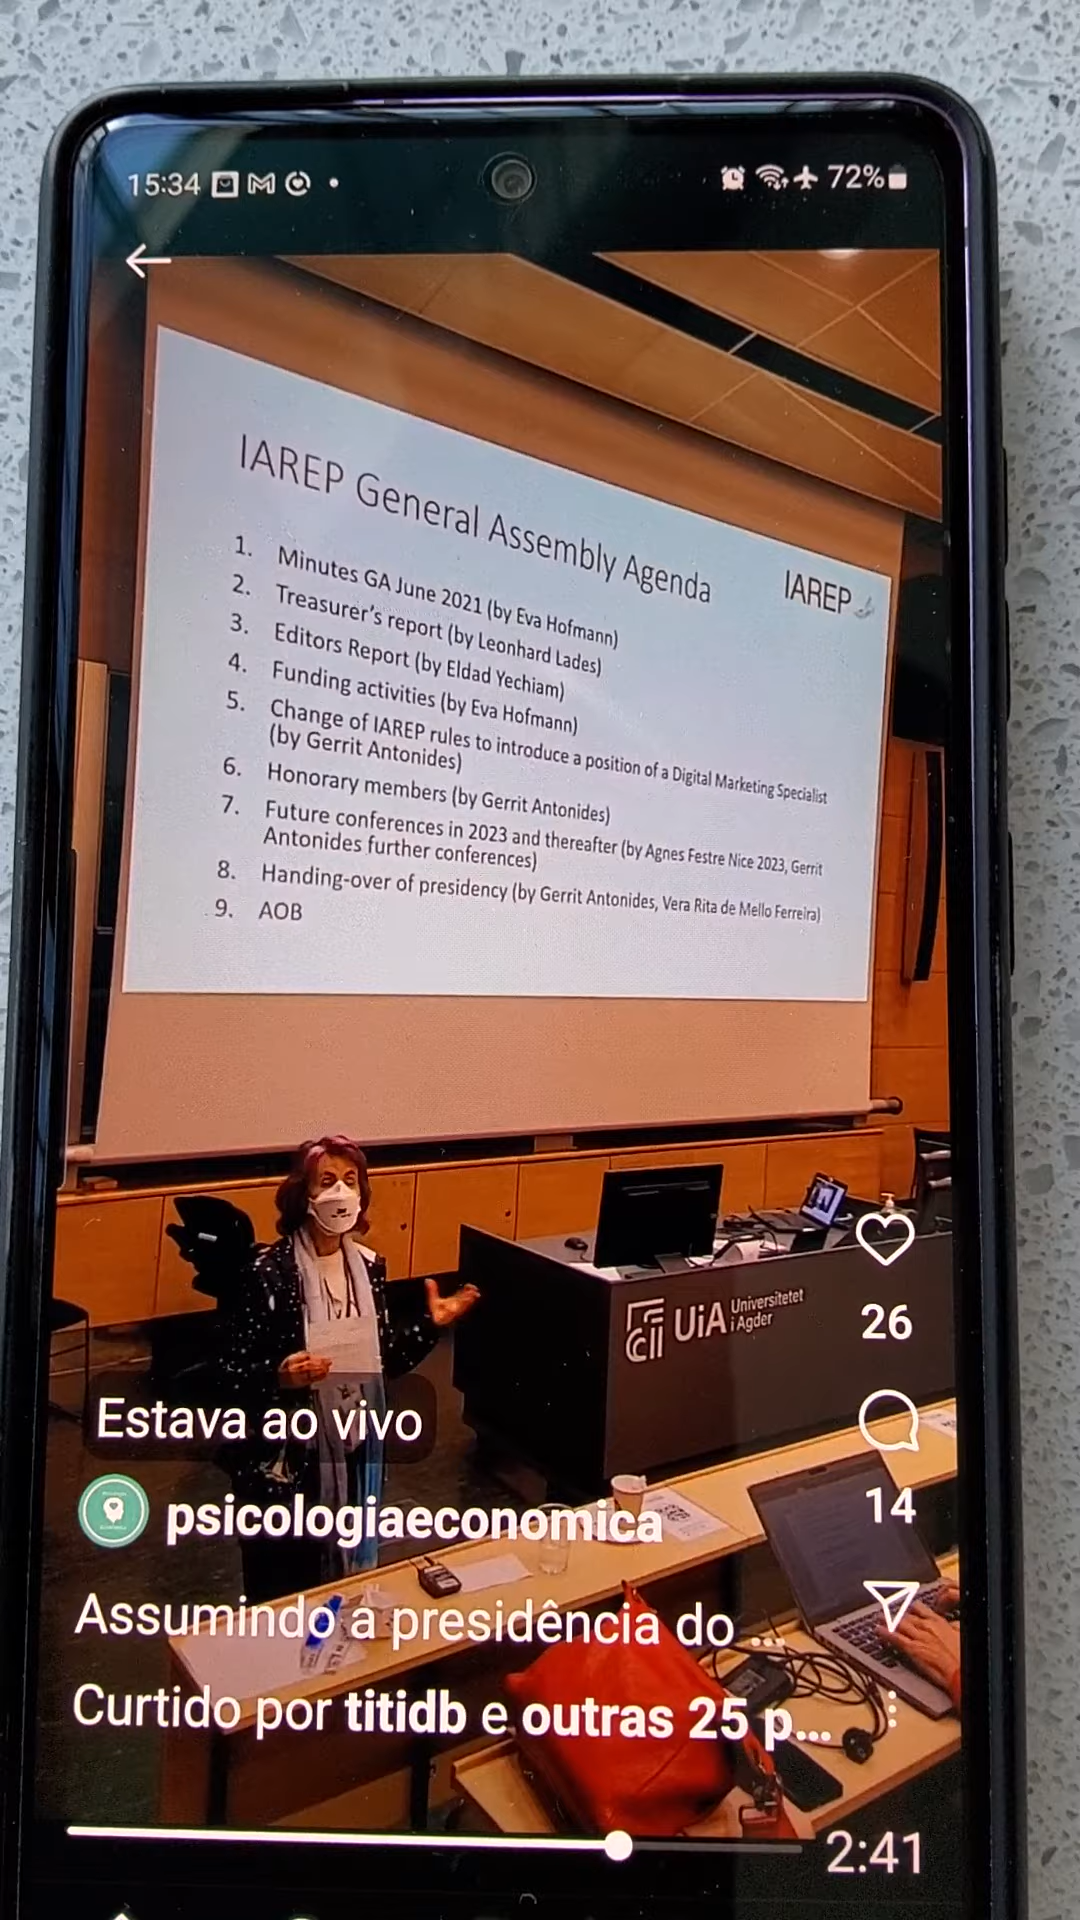 15:34
72%
IAREP General Assembly Agenda
IAREP
1. Minutes GA June 2021 (by Eva Hofmann)
2. Treasurer's report (by Leonhard Lades)
3. Editors Report (by Eldad Yechiam)
4. Funding activities (by Eva Hofmann)
5. Change of IAREP rules to introduce a position of a Digital Marketing Specialist
(by Gerrit Antonides)
6. Honorary members (by Gerrit Antonides)
7. Future conferences in 2023 and thereafter (by Agnes Festre Nice 2023, Gerrit
Antonides further conferences)
8. Handing-over of presidency (by Gerrit Antonides, Vera Rita de Mello Ferreira)
9. AOB
UiA Universitetet
i Agder
26
Estava ao vivo
14
psicologiaeconomica
Assumindo a presidência do ...
Curtido por titidb e outras 25 p...
2:41